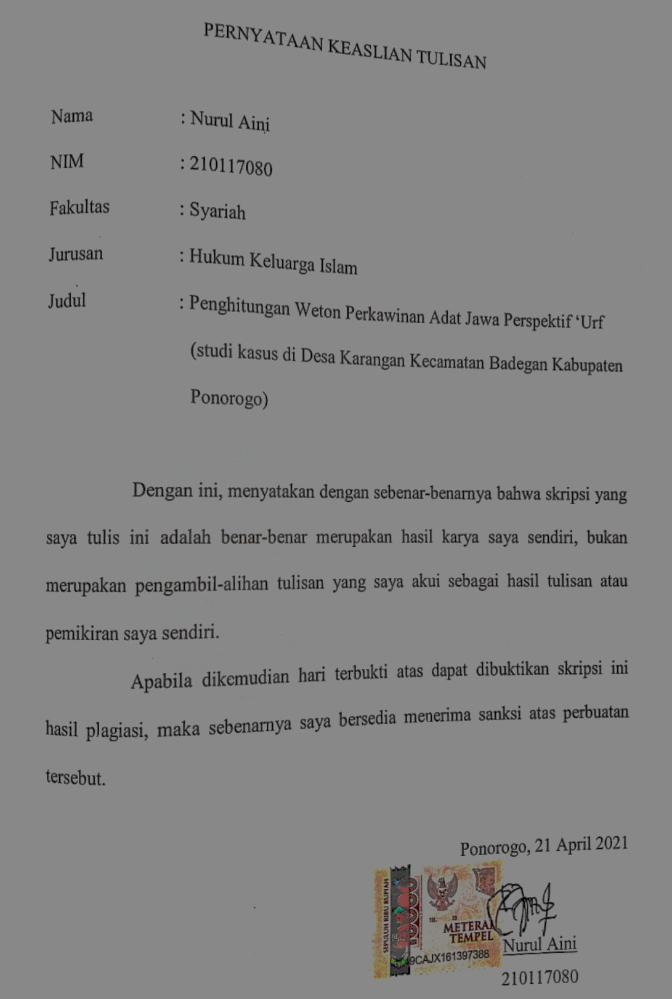 PERNYATAAN KEASLIAN TULISAN
Nama : Nurul Aini
NIM : 210117080
Fakultas : Syariah
Jurusan : Hukum Keluarga Islam
Judul : Penghitungan Weton Perkawinan Adat Jawa Perspektif ‘Urf
(studi kasus di Desa Karangan Kecamatan Badegan Kabupaten
Ponorogo)
Dengan ini, menyatakan dengan sebenar-benarnya bahwa skripsi yang
saya tulis ini adalah benar-benar merupakan hasil karya saya sendiri, bukan
merupakan pengambil-alihan tulisan yang saya akui sebagai hasil tulisan atau
pemikiran saya sendiri.
Apabila dikemudian hari terbukti atas dapat dibuktikan skripsi ini
hasil plagiasi, maka sebenarnya saya bersedia menerima sanksi atas perbuatan
tersebut.
Ponorogo, 21 April 2021
SEPULUH RIBU RUPIAH
TGL. 20
METERAI
TEMPEL
9CAJX161397388
Nurul Aini
210117080